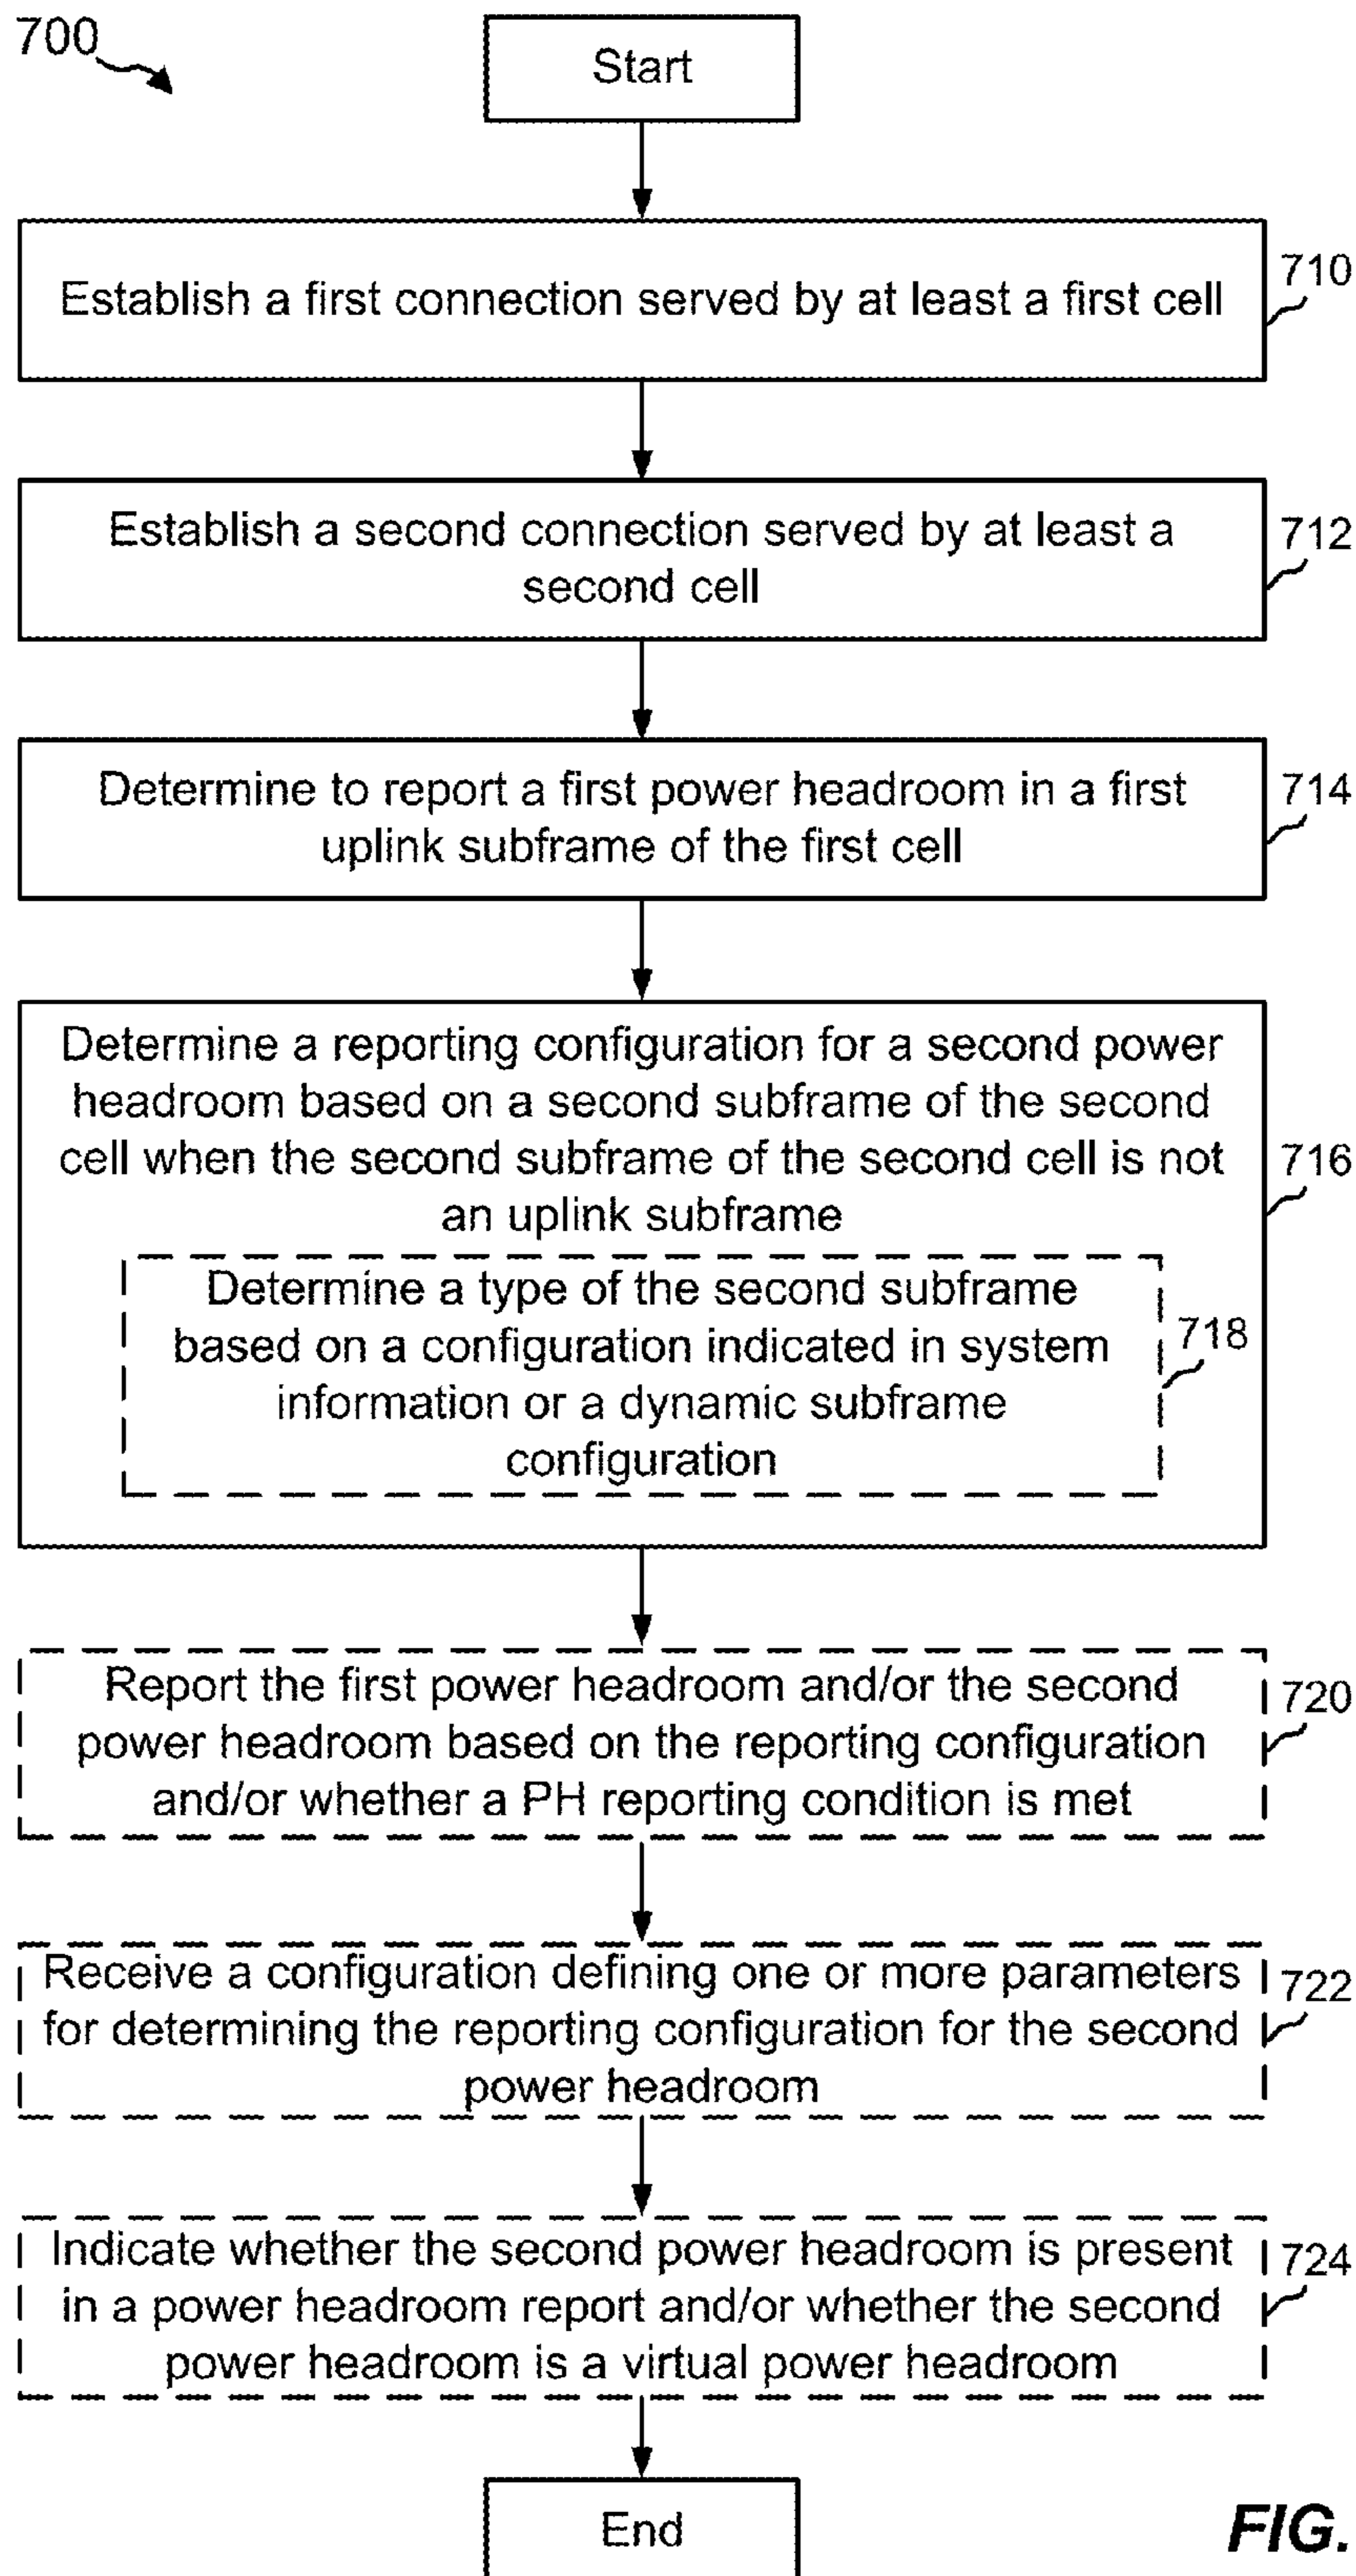 700
Start
Establish a first connection served by at least a first cell
710
Establish a second connection served by at least a
second cell
712
Determine to report a first power headroom in a first
uplink subframe of the first cell
714
Determine a reporting configuration for a second power
headroom based on a second subframe of the second
cell when the second subframe of the second cell is not
an uplink subframe
716
Determine a type of the second subframe
based on a configuration indicated in system
information or a dynamic subframe
configuration
718
Report the first power headroom and/or the second
power headroom based on the reporting configuration
and/or whether a PH reporting condition is met
720
Receive a configuration defining one or more parameters
for determining the reporting configuration for the second
power headroom
722
Indicate whether the second power headroom is present
in a power headroom report and/or whether the second
power headroom is a virtual power headroom
724
End
FIG.